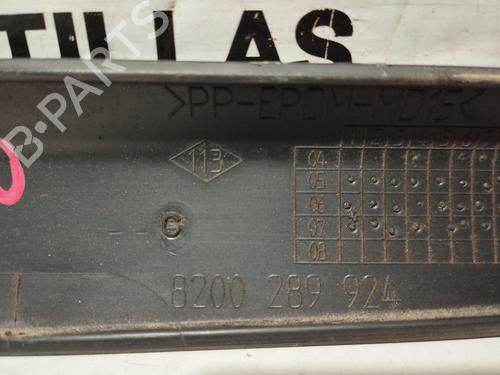 TILLAS
>PP-EPDM-MD15<
B-PARTS
113
04
05
06
07
08
C
8200 289 924